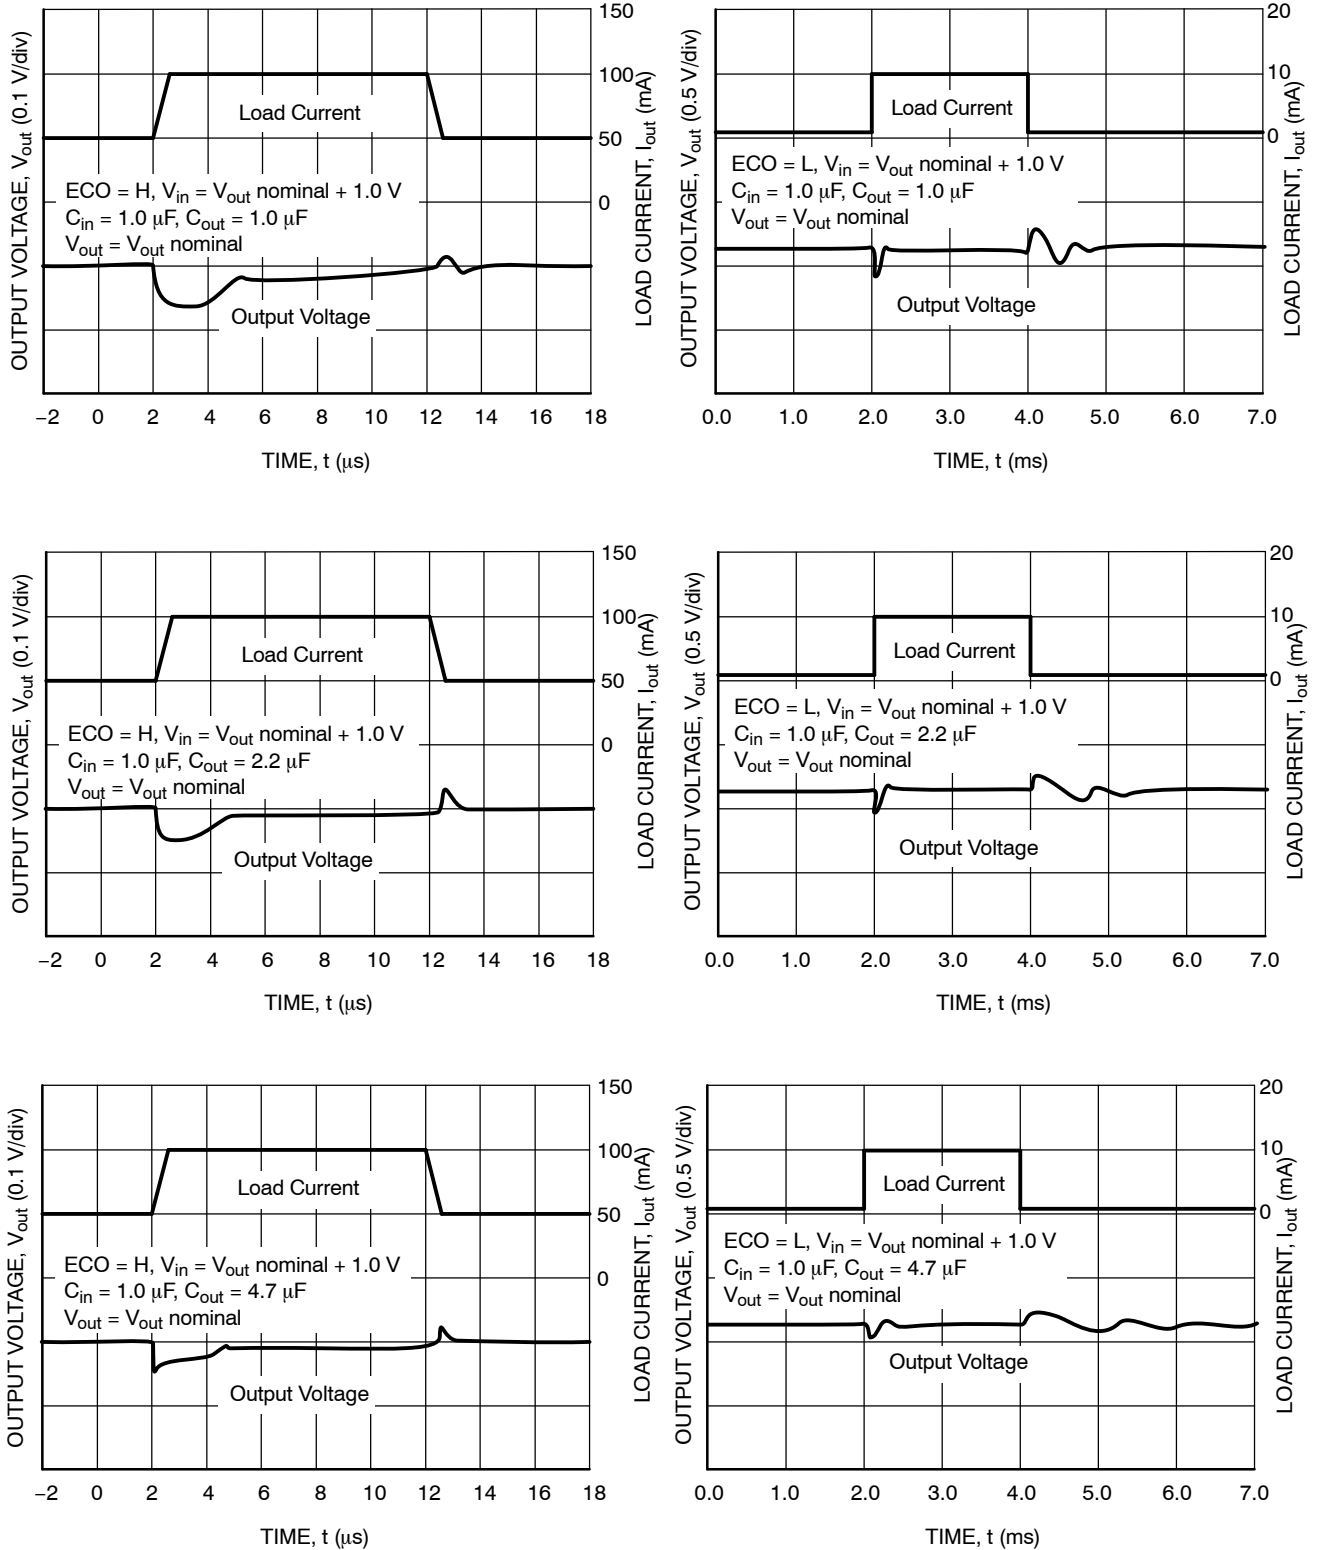 OUTPUT VOLTAGE, Vout (0.1 V/div)
150
100
50
0
LOAD CURRENT, Iout (mA)
Load Current
ECO = H, Vin = Vout nominal + 1.0 V
Cin = 1.0 μF, Cout = 1.0 μF
Vout = Vout nominal
Output Voltage
−2 0 2 4 6 8 10 12 14 16 18
TIME, t (μs)
OUTPUT VOLTAGE, Vout (0.5 V/div)
20
10
0
LOAD CURRENT, Iout (mA)
Load Current
ECO = L, Vin = Vout nominal + 1.0 V
Cin = 1.0 μF, Cout = 1.0 μF
Vout = Vout nominal
Output Voltage
0.0 1.0 2.0 3.0 4.0 5.0 6.0 7.0
TIME, t (ms)
OUTPUT VOLTAGE, Vout (0.1 V/div)
150
100
50
0
LOAD CURRENT, Iout (mA)
Load Current
ECO = H, Vin = Vout nominal + 1.0 V
Cin = 1.0 μF, Cout = 2.2 μF
Vout = Vout nominal
Output Voltage
−2 0 2 4 6 8 10 12 14 16 18
TIME, t (μs)
OUTPUT VOLTAGE, Vout (0.5 V/div)
20
10
0
LOAD CURRENT, Iout (mA)
Load Current
ECO = L, Vin = Vout nominal + 1.0 V
Cin = 1.0 μF, Cout = 2.2 μF
Vout = Vout nominal
Output Voltage
0.0 1.0 2.0 3.0 4.0 5.0 6.0 7.0
TIME, t (ms)
OUTPUT VOLTAGE, Vout (0.1 V/div)
150
100
50
0
LOAD CURRENT, Iout (mA)
Load Current
ECO = H, Vin = Vout nominal + 1.0 V
Cin = 1.0 μF, Cout = 4.7 μF
Vout = Vout nominal
Output Voltage
−2 0 2 4 6 8 10 12 14 16 18
TIME, t (μs)
OUTPUT VOLTAGE, Vout (0.5 V/div)
20
10
0
LOAD CURRENT, Iout (mA)
Load Current
ECO = L, Vin = Vout nominal + 1.0 V
Cin = 1.0 μF, Cout = 4.7 μF
Vout = Vout nominal
Output Voltage
0.0 1.0 2.0 3.0 4.0 5.0 6.0 7.0
TIME, t (ms)